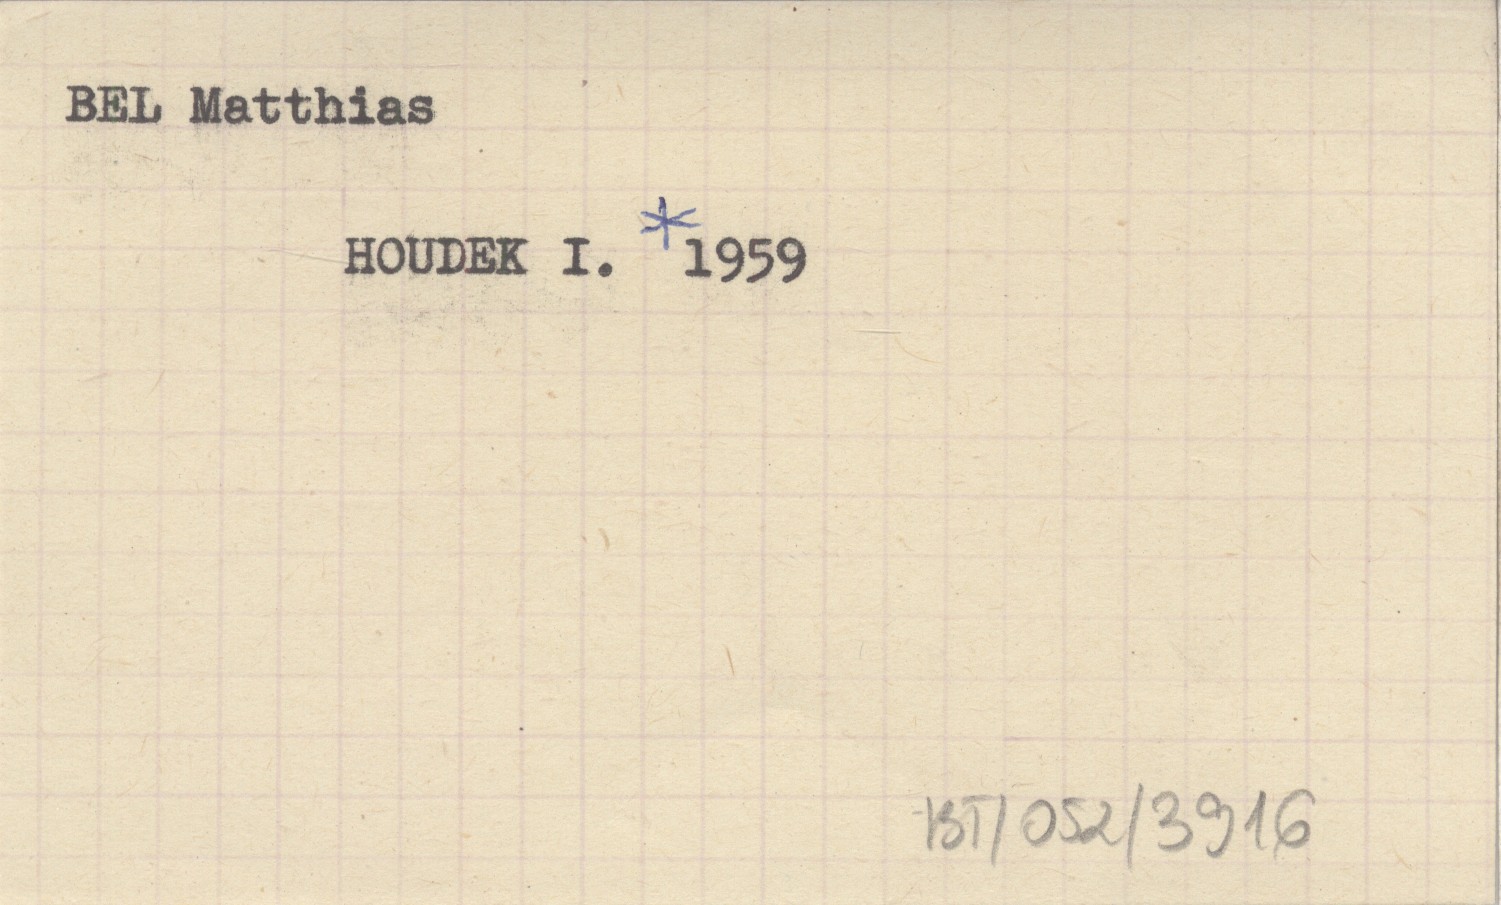 BEL Matthias
HOUDEK I. *1959
BT/052/3916